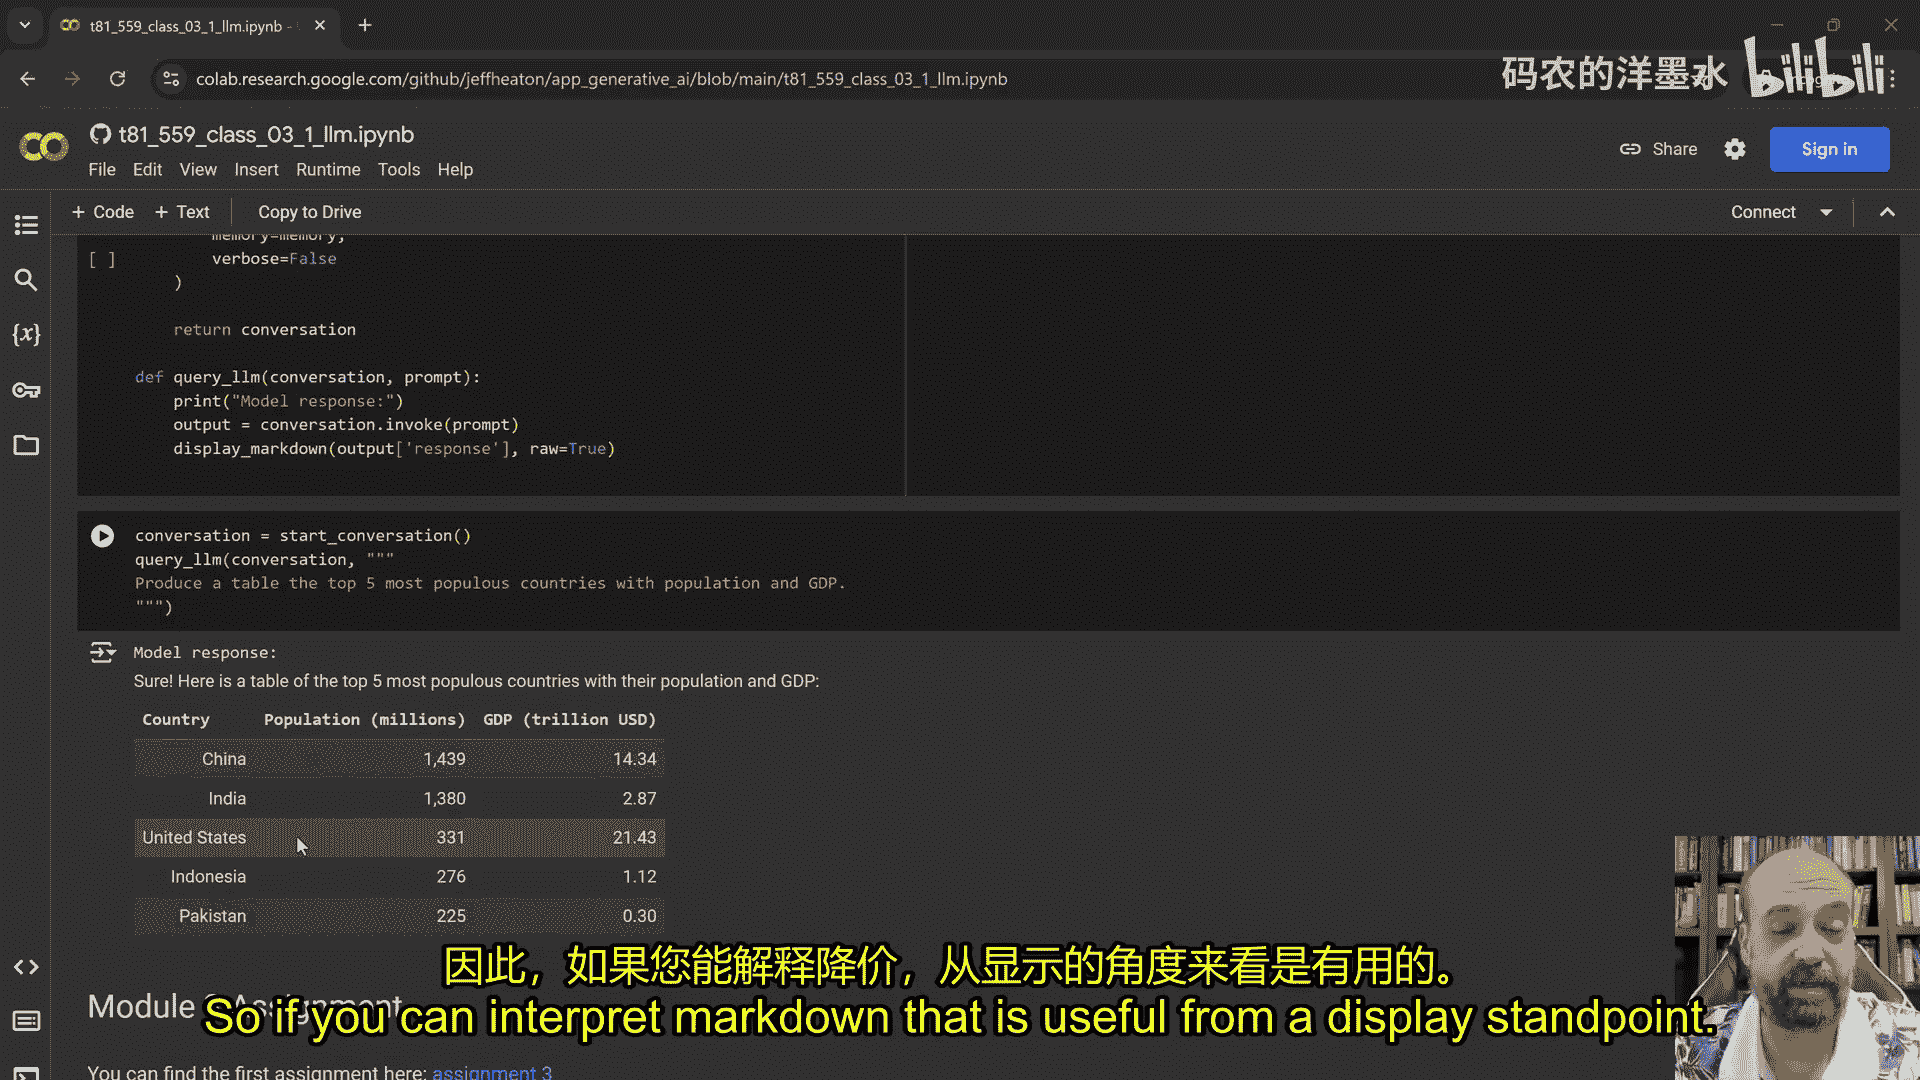 t81_559_class_03_1_llm.ipynb -
colab.research.google.com/github/jeffheaton/app_generative_ai/blob/main/t81_559_class_03_1_llm.ipynb
码农的洋墨水 bilibili
t81_559_class_03_1_llm.ipynb
File Edit View Insert Runtime Tools Help
Share
Sign in
+ Code + Text Copy to Drive
Connect
memory=memory,
[ ] verbose=False
)
return conversation
def query_llm(conversation, prompt):
print("Model response:")
output = conversation.invoke(prompt)
display_markdown(output['response'], raw=True)
conversation = start_conversation()
query_llm(conversation, """
Produce a table the top 5 most populous countries with population and GDP.
""")
Model response:
Sure! Here is a table of the top 5 most populous countries with their population and GDP:
Country Population (millions) GDP (trillion USD)
China 1,439 14.34
India 1,380 2.87
United States 331 21.43
Indonesia 276 1.12
Pakistan 225 0.30
因此，如果您能解释降价，从显示的角度来看是有用的。
Module Assignment
So if you can interpret markdown that is useful from a display standpoint.
You can find the first assignment here: assignment 3